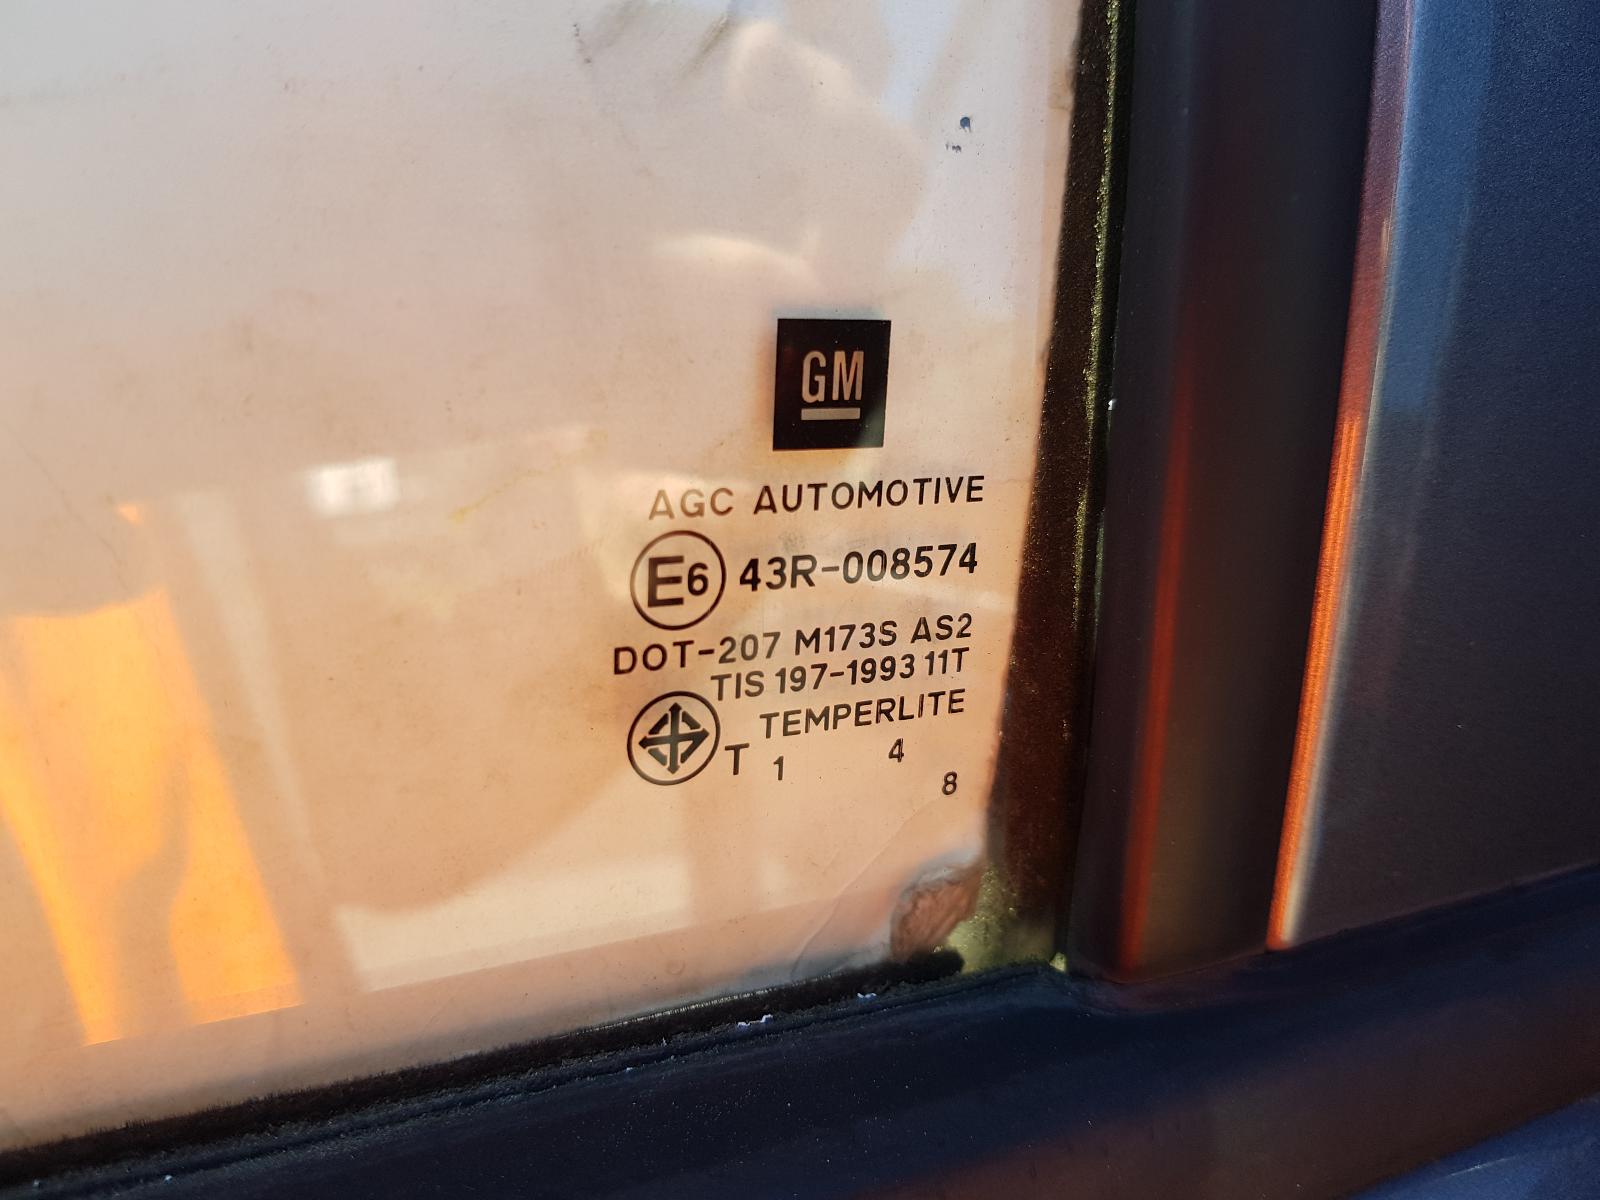 GM
AGC AUTOMOTIVE
E6 43R-008574
DOT-207 M173S AS2
TIS 197-1993 11T
TEMPERLITE
T 1 4
8